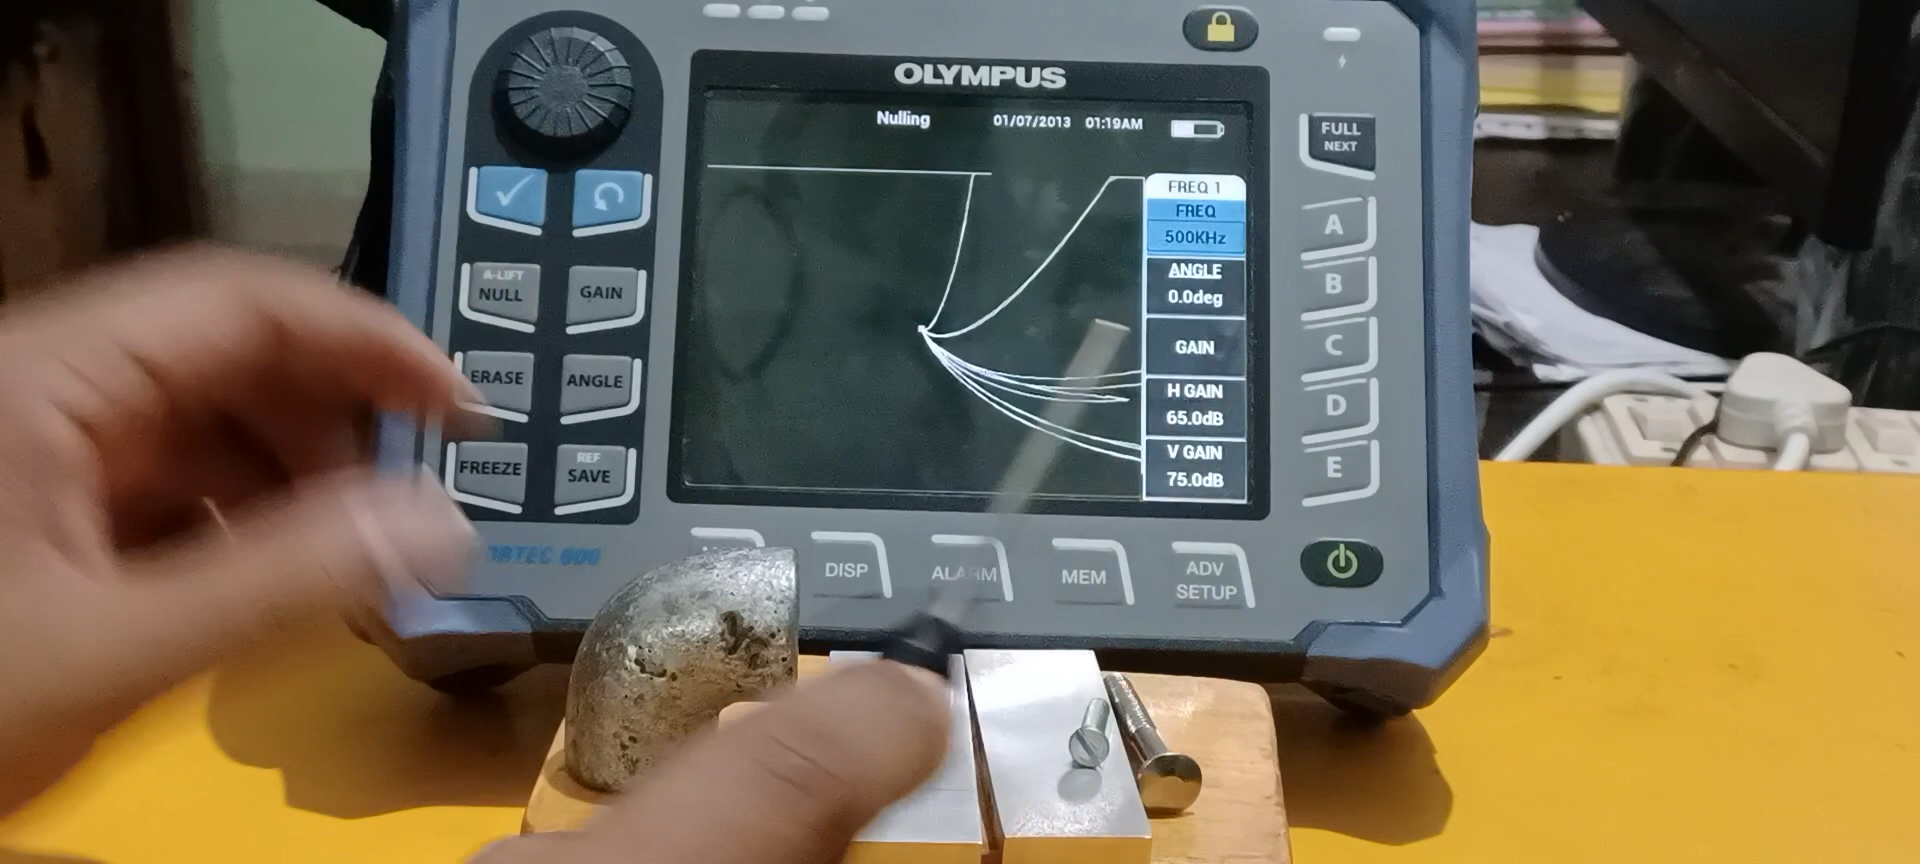 OLYMPUS
Nulling 01/07/2013 01:19AM
FREQ 1
FREQ
500KHz
ANGLE
0.0deg
GAIN
H GAIN
65.0dB
V GAIN
75.0dB
FULL
NEXT
A
B
C
D
E
A-LIFT
NULL
GAIN
ERASE
ANGLE
FREEZE
REF
SAVE
DISP
ALARM
MEM
ADV
SETUP